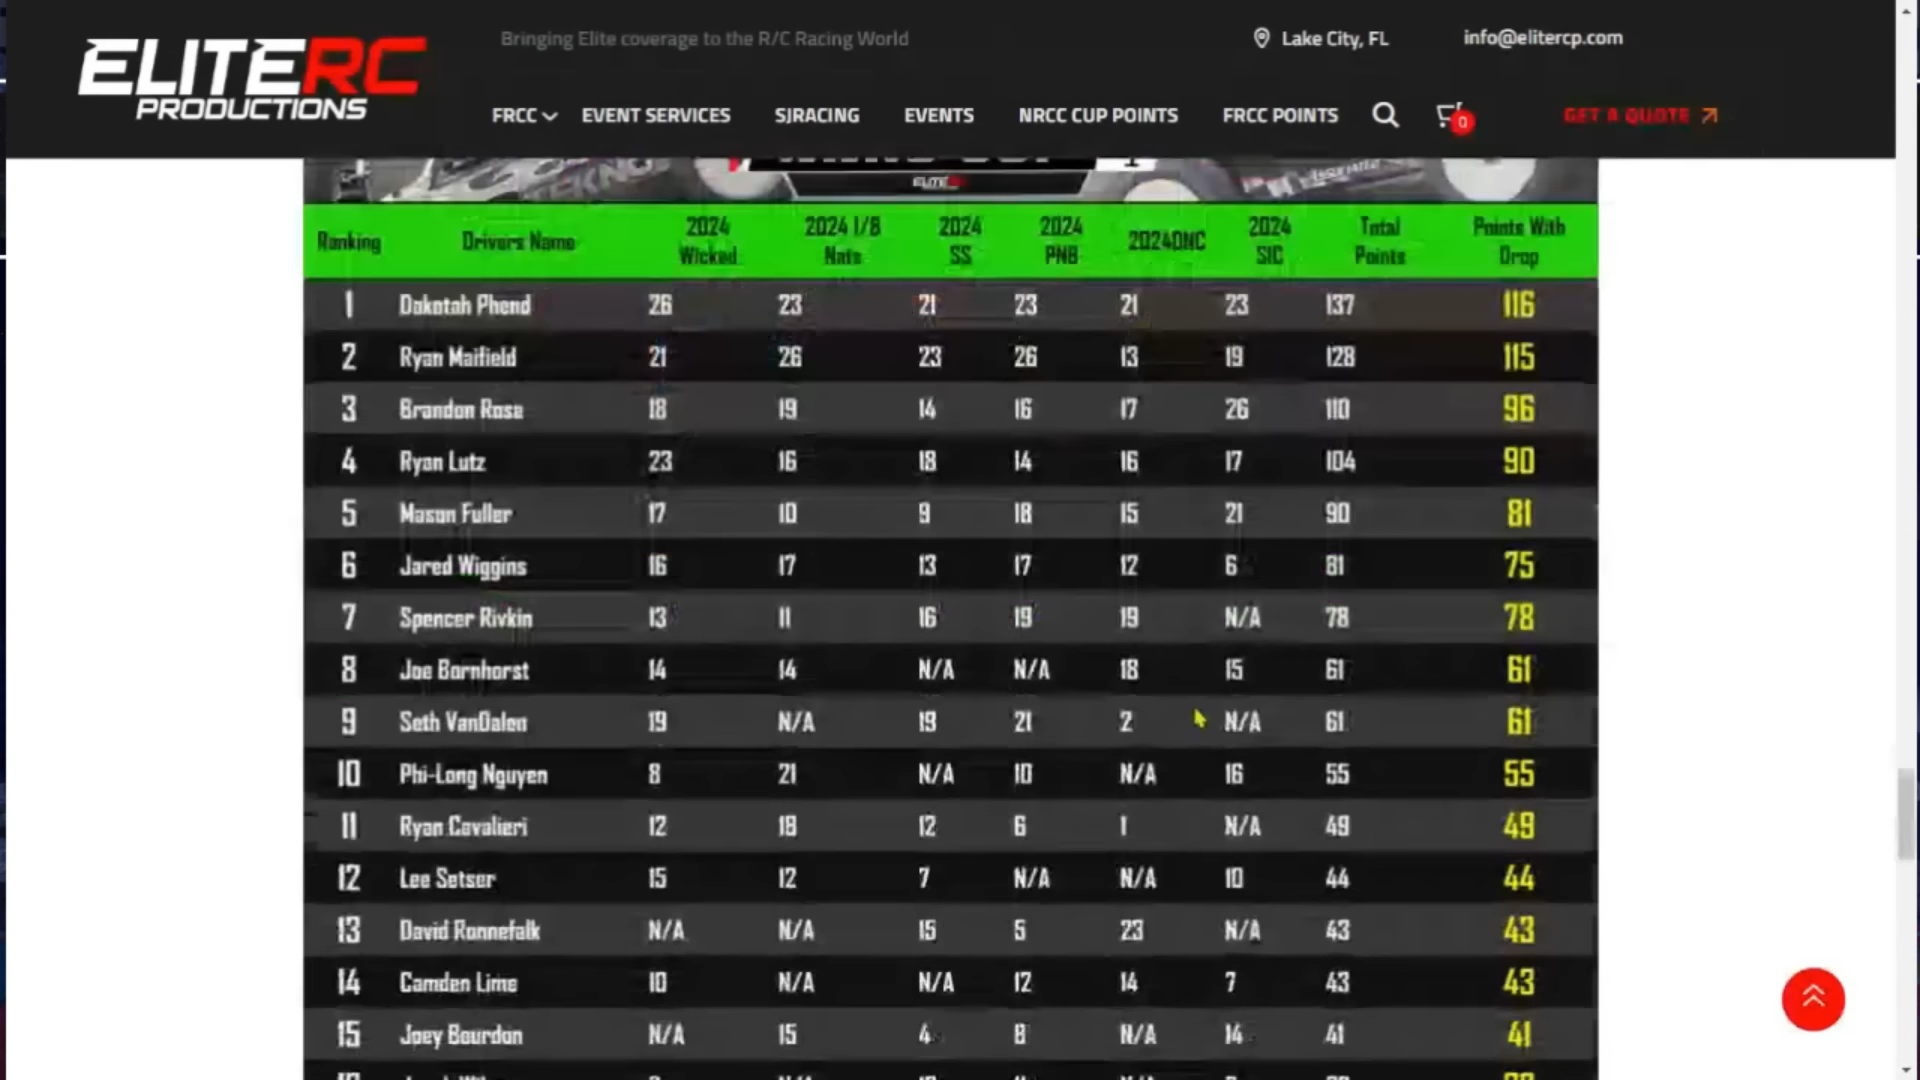 Bringing Elite coverage to the R/C Racing World
Lake City, FL
info@elitercp.com
ELITERC
PRODUCTIONS
FRCC EVENT SERVICES SJRACING EVENTS NRCC CUP POINTS FRCC POINTS 0 GET A QUOTE
TEKNO
ELITERC
Ranking Drivers Name 2024 Wicked 2024 1/8 Nats 2024 SS 2024 PNB 2024DNC 2024 SIC Total Points Points With Drop
1 Dakotah Phend 26 23 21 23 21 23 137 116
2 Ryan Maifield 21 26 23 26 13 19 128 115
3 Brandon Rose 18 19 14 16 17 26 110 96
4 Ryan Lutz 23 16 18 14 16 17 104 90
5 Mason Fuller 17 10 9 18 15 21 90 81
6 Jared Wiggins 16 17 13 17 12 6 81 75
7 Spencer Rivkin 13 11 16 19 19 N/A 78 78
8 Joe Bornhorst 14 14 N/A N/A 18 15 61 61
9 Seth VanDalen 19 N/A 19 21 2 N/A 61 61
10 Phi-Long Nguyen 8 21 N/A 10 N/A 16 55 55
11 Ryan Cavalieri 12 18 12 6 1 N/A 49 49
12 Lee Setser 15 12 7 N/A N/A 10 44 44
13 David Ronnefalk N/A N/A 15 5 23 N/A 43 43
14 Camden Lime 10 N/A N/A 12 14 7 43 43
15 Joey Bourdon N/A 15 4 8 N/A 14 41 41